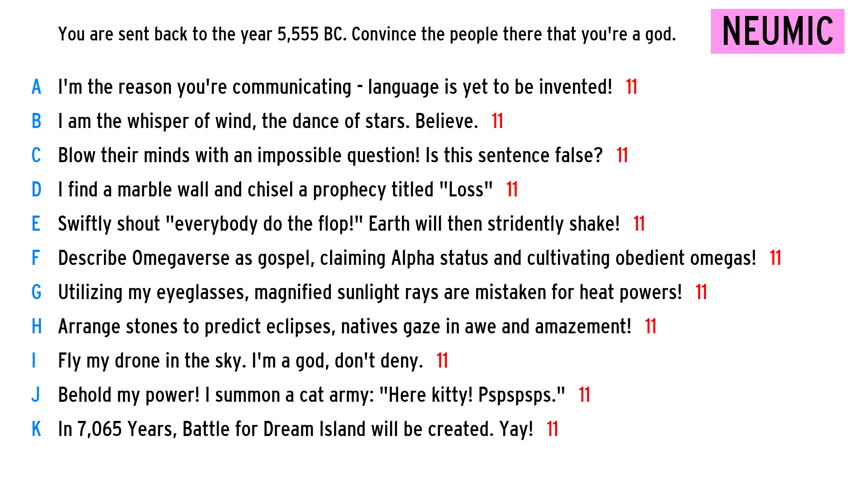 You are sent back to the year 5,555 BC. Convince the people there that you're a god. NEUMIC
A I'm the reason you're communicating - language is yet to be invented! 11
B I am the whisper of wind, the dance of stars. Believe. 11
C Blow their minds with an impossible question! Is this sentence false? 11
D I find a marble wall and chisel a prophecy titled "Loss" 11
E Swiftly shout "everybody do the flop!" Earth will then stridently shake! 11
F Describe Omegaverse as gospel, claiming Alpha status and cultivating obedient omegas! 11
G Utilizing my eyeglasses, magnified sunlight rays are mistaken for heat powers! 11
H Arrange stones to predict eclipses, natives gaze in awe and amazement! 11
I Fly my drone in the sky. I'm a god, don't deny. 11
J Behold my power! I summon a cat army: "Here kitty! Pspspsps." 11
K In 7,065 Years, Battle for Dream Island will be created. Yay! 11